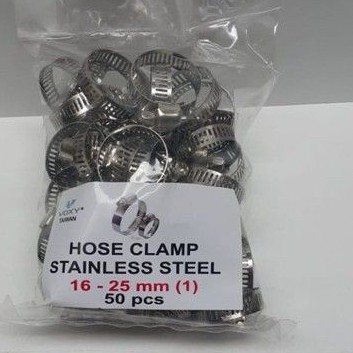 VOXY®
TAIWAN
HOSE CLAMP
STAINLESS STEEL
16 - 25 mm (1)
50 pcs